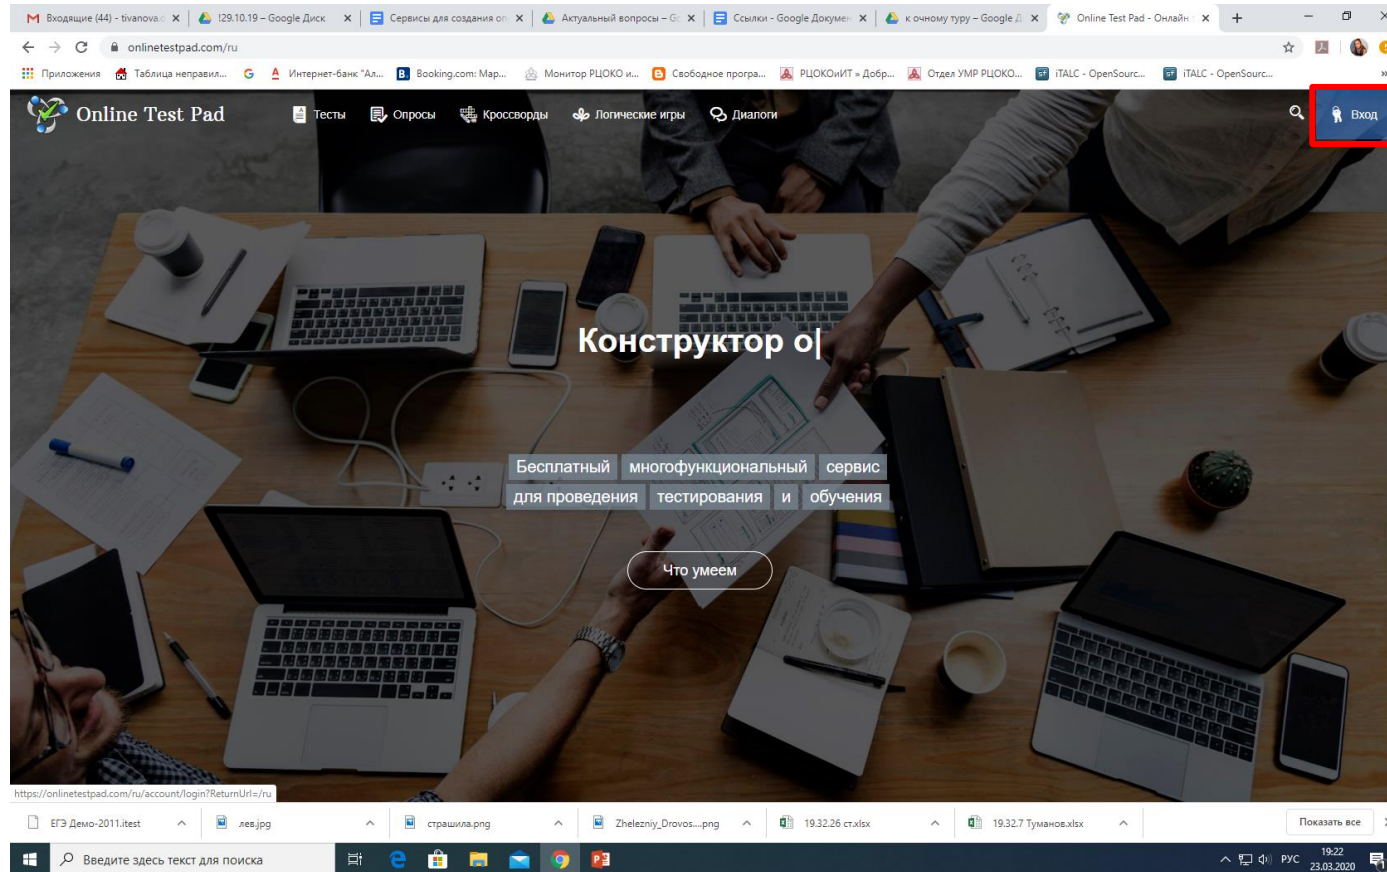 Входящие (44) - tivanova.c
!29.10.19 – Google Диск
Сервисы для создания оп
Актуальный вопросы – Go
Ссылки - Google Докумен
к очному туру – Google Д
Online Test Pad - Онлайн
onlinetestpad.com/ru
Приложения
Таблица неправил...
Интернет-банк "Ал...
Booking.com: Мар...
Монитор РЦОКО и...
Свободное програ...
РЦОКОиИТ » Добр...
Отдел УМР РЦОКО...
iTALC - OpenSourc...
iTALC - OpenSourc...
Online Test Pad
Тесты
Опросы
Кроссворды
Логические игры
Диалоги
Вход
Конструктор о
Бесплатный многофункциональный сервис
для проведения тестирования и обучения
Что умеем
https://onlinetestpad.com/ru/account/login?ReturnUrl=/ru
ЕГЭ Демо-2011.itest
лев.jpg
страшила.png
Zhelezniy_Drovos....png
19.32.26 ст.xlsx
19.32.7 Туманов.xlsx
Показать все
Введите здесь текст для поиска
РУС
19:22
23.03.2020